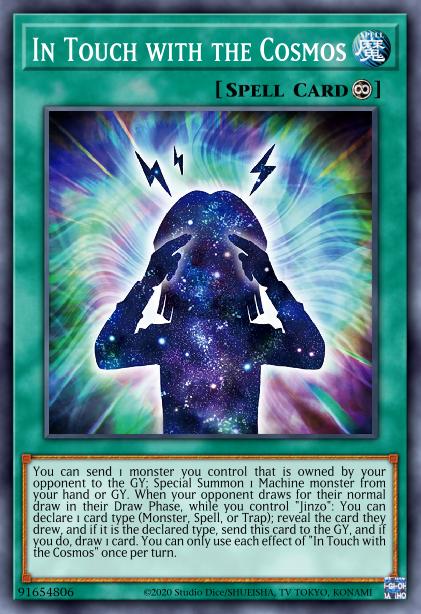 In Touch with the Cosmos
SPELL
魔
[Spell Card]
You can send 1 monster you control that is owned by your
opponent to the GY; Special Summon 1 Machine monster from
your hand or GY. When your opponent draws for their normal
draw in their Draw Phase, while you control "Jinzo": You can
declare 1 card type (Monster, Spell, or Trap); reveal the card they
drew, and if it is the declared type, send this card to the GY, and if
you do, draw 1 card. You can only use each effect of "In Touch with
the Cosmos" once per turn.
91654806
©2020 Studio Dice/SHUEISHA, TV TOKYO, KONAMI